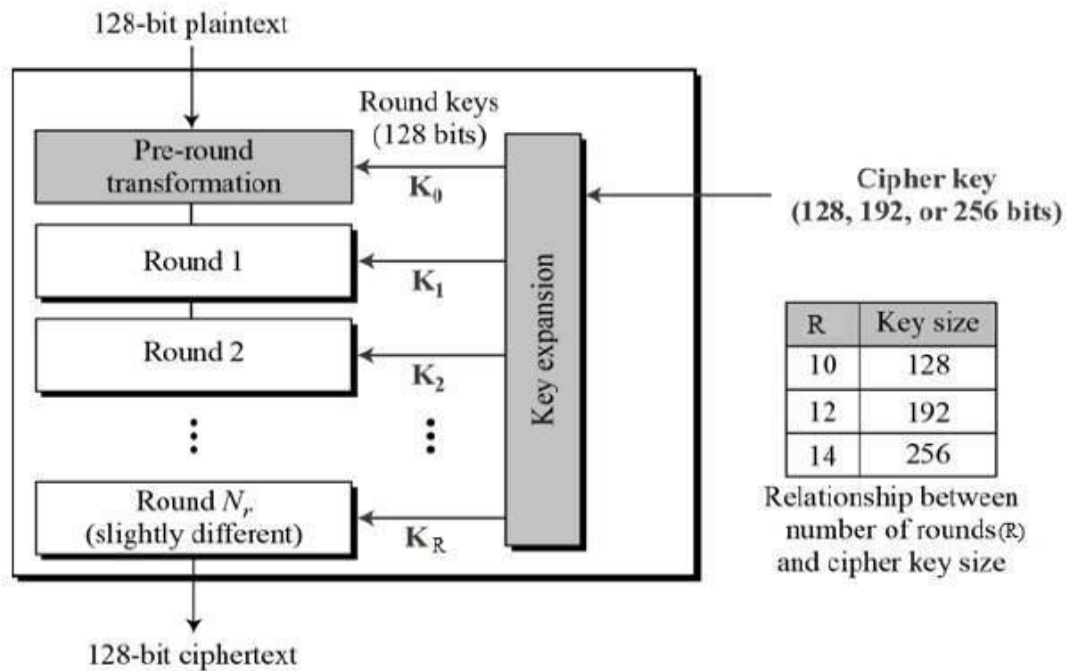 128-bit plaintext
Round keys
(128 bits)
Pre-round
transformation
K₀
Cipher key
(128, 192, or 256 bits)
Round 1
K₁
Round 2
K₂
Key expansion
R Key size
10 128
12 192
14 256
Relationship between
number of rounds(R)
and cipher key size
Round Nᵣ
(slightly different)
K R
128-bit ciphertext